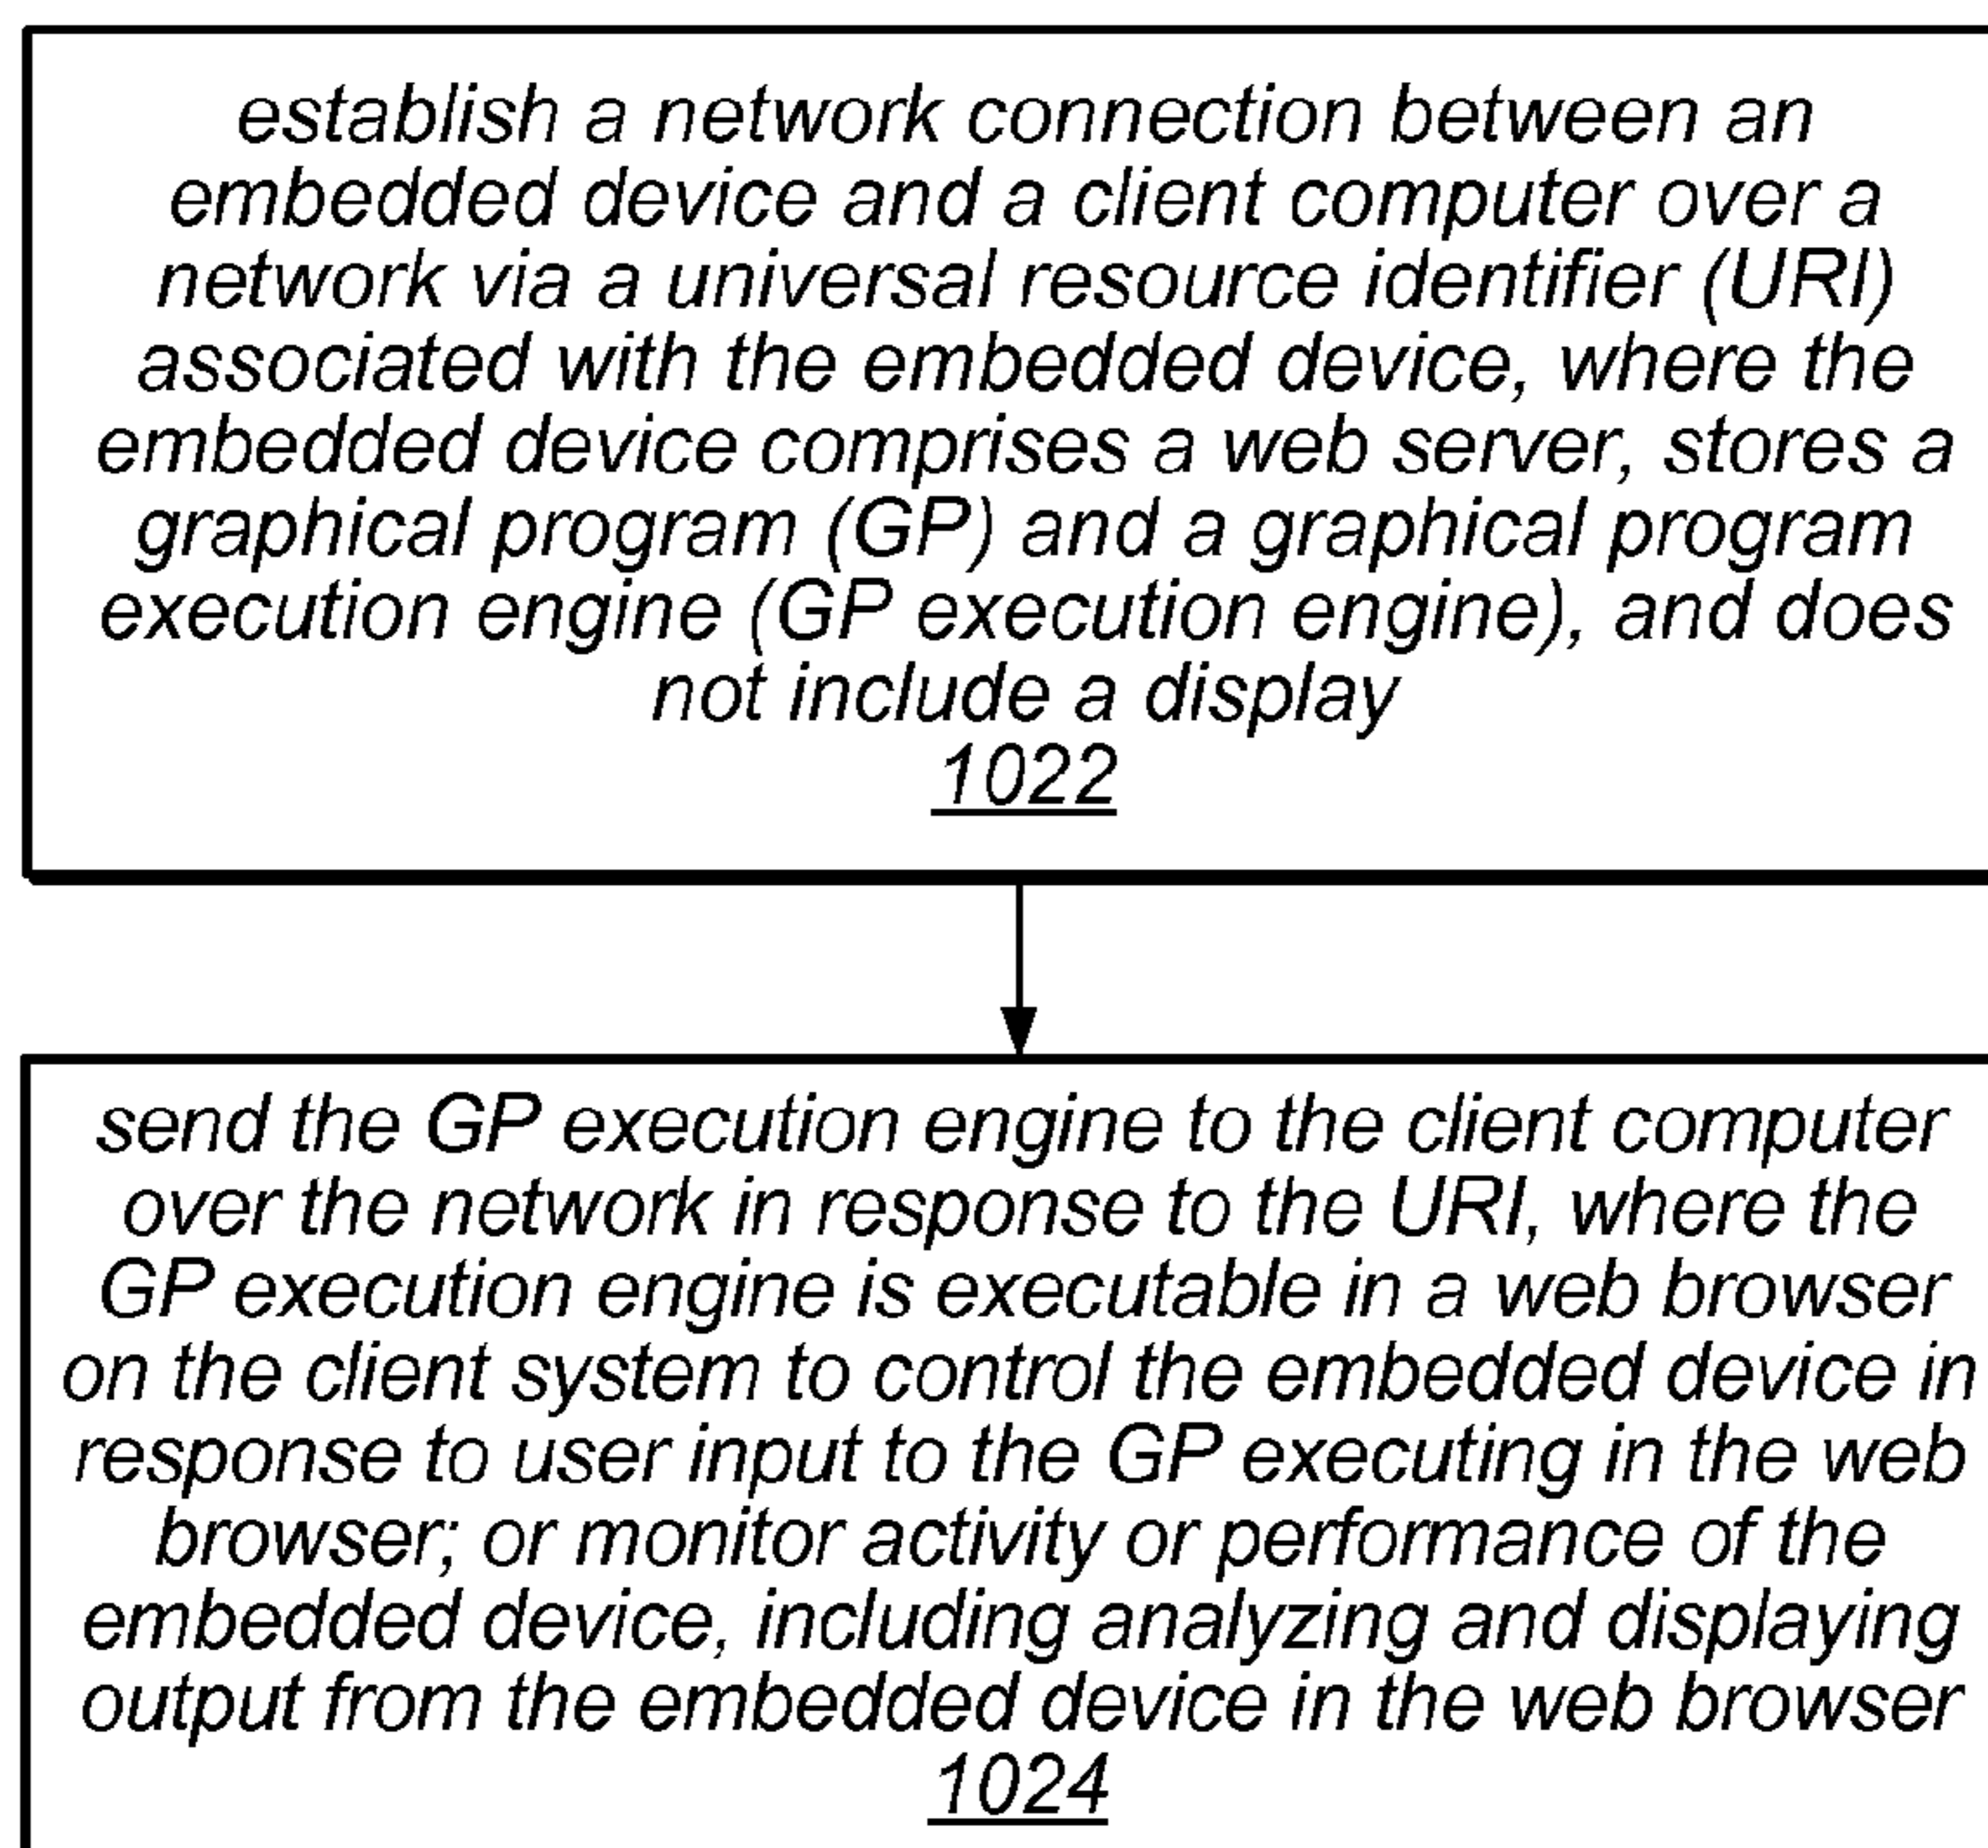 establish a network connection between an
embedded device and a client computer over a
network via a universal resource identifier (URI)
associated with the embedded device, where the
embedded device comprises a web server, stores a
graphical program (GP) and a graphical program
execution engine (GP execution engine), and does
not include a display
1022
send the GP execution engine to the client computer
over the network in response to the URI, where the
GP execution engine is executable in a web browser
on the client system to control the embedded device in
response to user input to the GP executing in the web
browser; or monitor activity or performance of the
embedded device, including analyzing and displaying
output from the embedded device in the web browser
1024